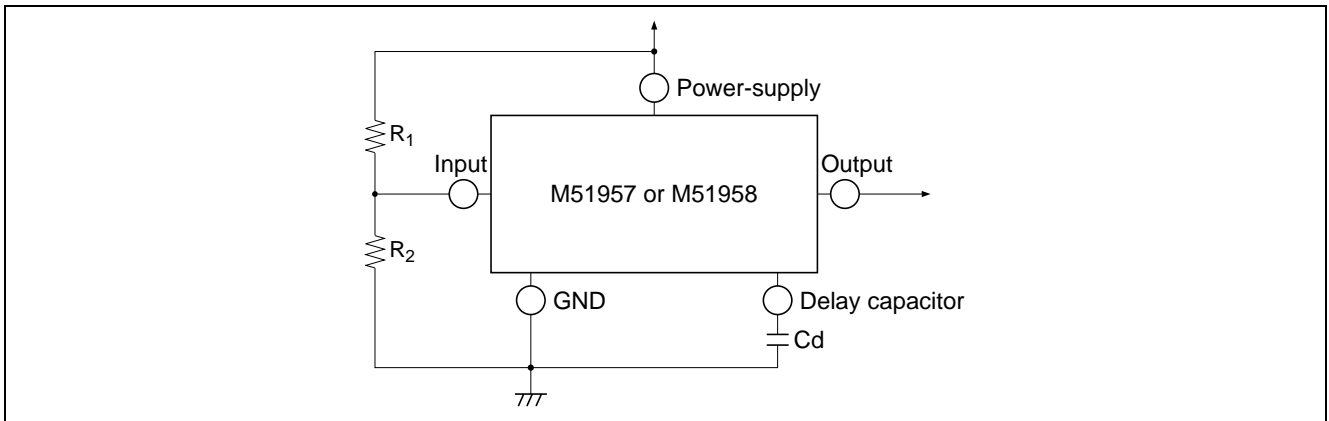 Power-supply
R₁
Input
Output
M51957 or M51958
R₂
GND
Delay capacitor
Cd